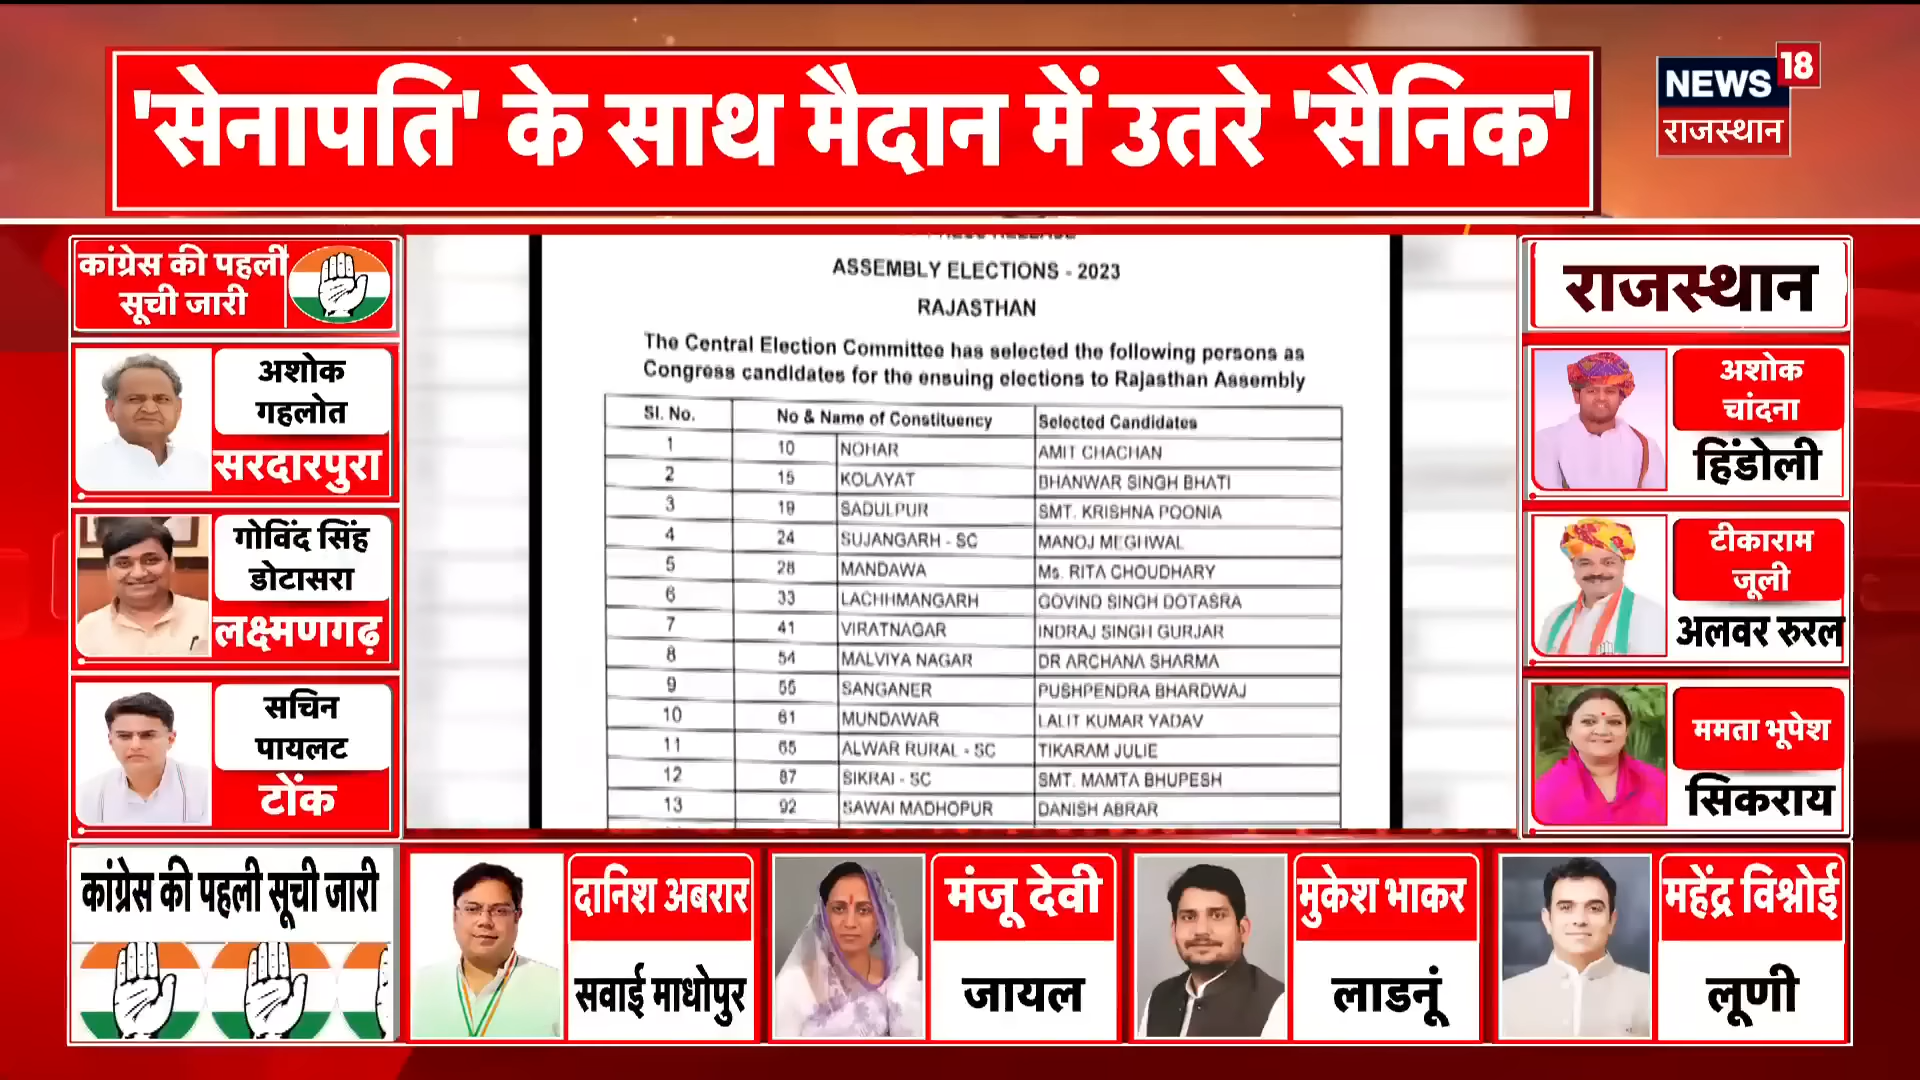 'सेनापति' के साथ मैदान में उतरे 'सैनिक'
NEWS 18
राजस्थान
कांग्रेस की पहली
सूची जारी
अशोक
गहलोत
सरदारपुरा
गोविंद सिंह
डोटासरा
लक्ष्मणगढ़
सचिन
पायलट
टोंक
ASSEMBLY ELECTIONS - 2023
RAJASTHAN
The Central Election Committee has selected the following persons as
Congress candidates for the ensuing elections to Rajasthan Assembly
Sl. No. No & Name of Constituency Selected Candidates
1 10 NOHAR AMIT CHACHAN
2 15 KOLAYAT BHANWAR SINGH BHATI
3 19 SADULPUR SMT. KRISHNA POONIA
4 24 SUJANGARH - SC MANOJ MEGHWAL
5 28 MANDAWA Ms. RITA CHOUDHARY
6 33 LACHHMANGARH GOVIND SINGH DOTASRA
7 41 VIRATNAGAR INDRAJ SINGH GURJAR
8 54 MALVIYA NAGAR DR ARCHANA SHARMA
9 55 SANGANER PUSHPENDRA BHARDWAJ
10 61 MUNDAWAR LALIT KUMAR YADAV
11 65 ALWAR RURAL - SC TIKARAM JULIE
12 87 SIKRAI - SC SMT. MAMTA BHUPESH
13 92 SAWAI MADHOPUR DANISH ABRAR
राजस्थान
अशोक
चांदना
हिंडोली
टीकाराम
जूली
अलवर रुरल
ममता भूपेश
सिकराय
कांग्रेस की पहली सूची जारी
दानिश अबरार
सवाई माधोपुर
मंजू देवी
जायल
मुकेश भाकर
लाडनूं
महेंद्र विश्नोई
लूणी